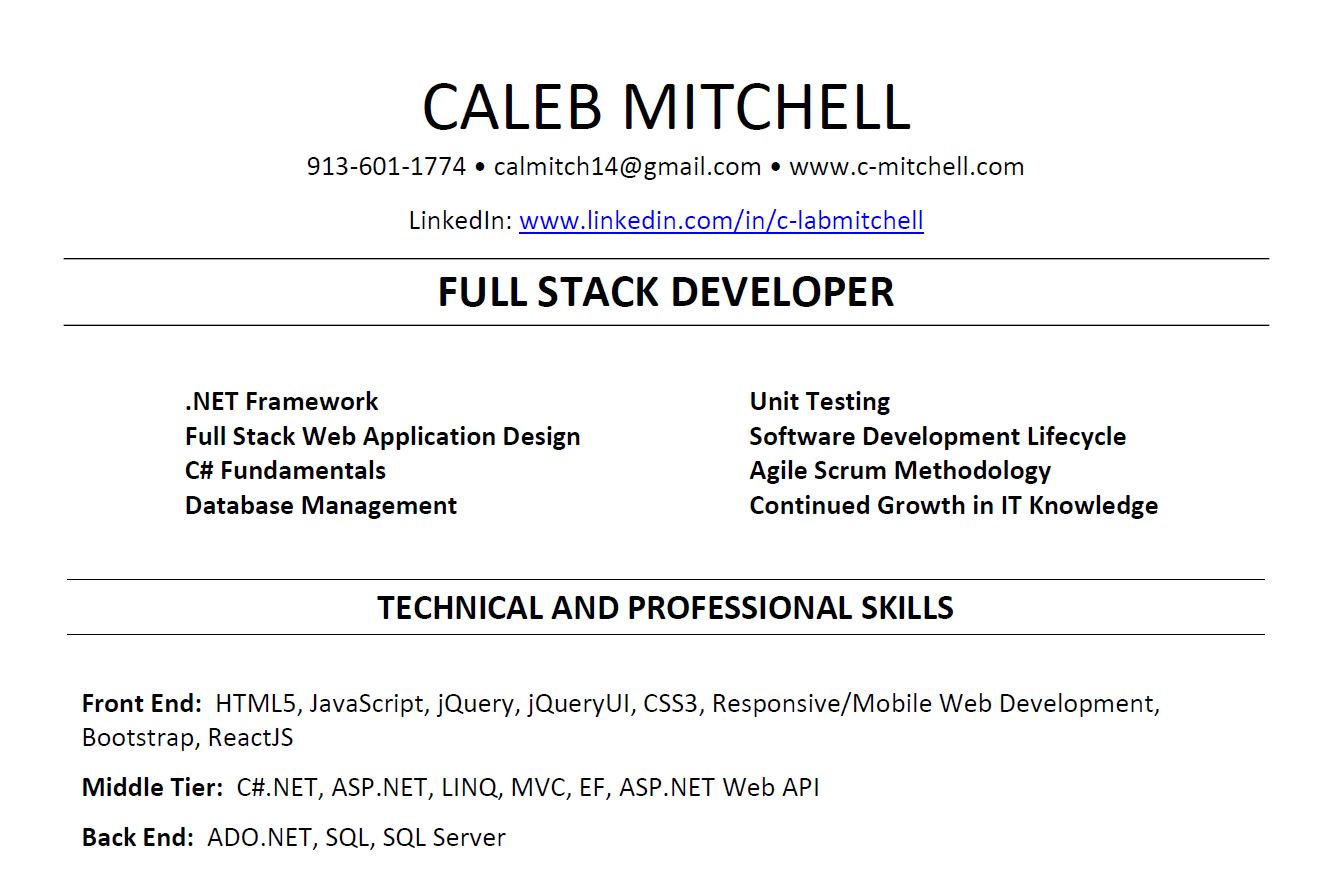 CALEB MITCHELL
913-601-1774 • calmitch14@gmail.com • www.c-mitchell.com
LinkedIn: www.linkedin.com/in/c-labmitchell
FULL STACK DEVELOPER
.NET Framework
Full Stack Web Application Design
C# Fundamentals
Database Management
Unit Testing
Software Development Lifecycle
Agile Scrum Methodology
Continued Growth in IT Knowledge
TECHNICAL AND PROFESSIONAL SKILLS
Front End: HTML5, JavaScript, jQuery, jQueryUI, CSS3, Responsive/Mobile Web Development,
Bootstrap, ReactJS
Middle Tier: C#.NET, ASP.NET, LINQ, MVC, EF, ASP.NET Web API
Back End: ADO.NET, SQL, SQL Server